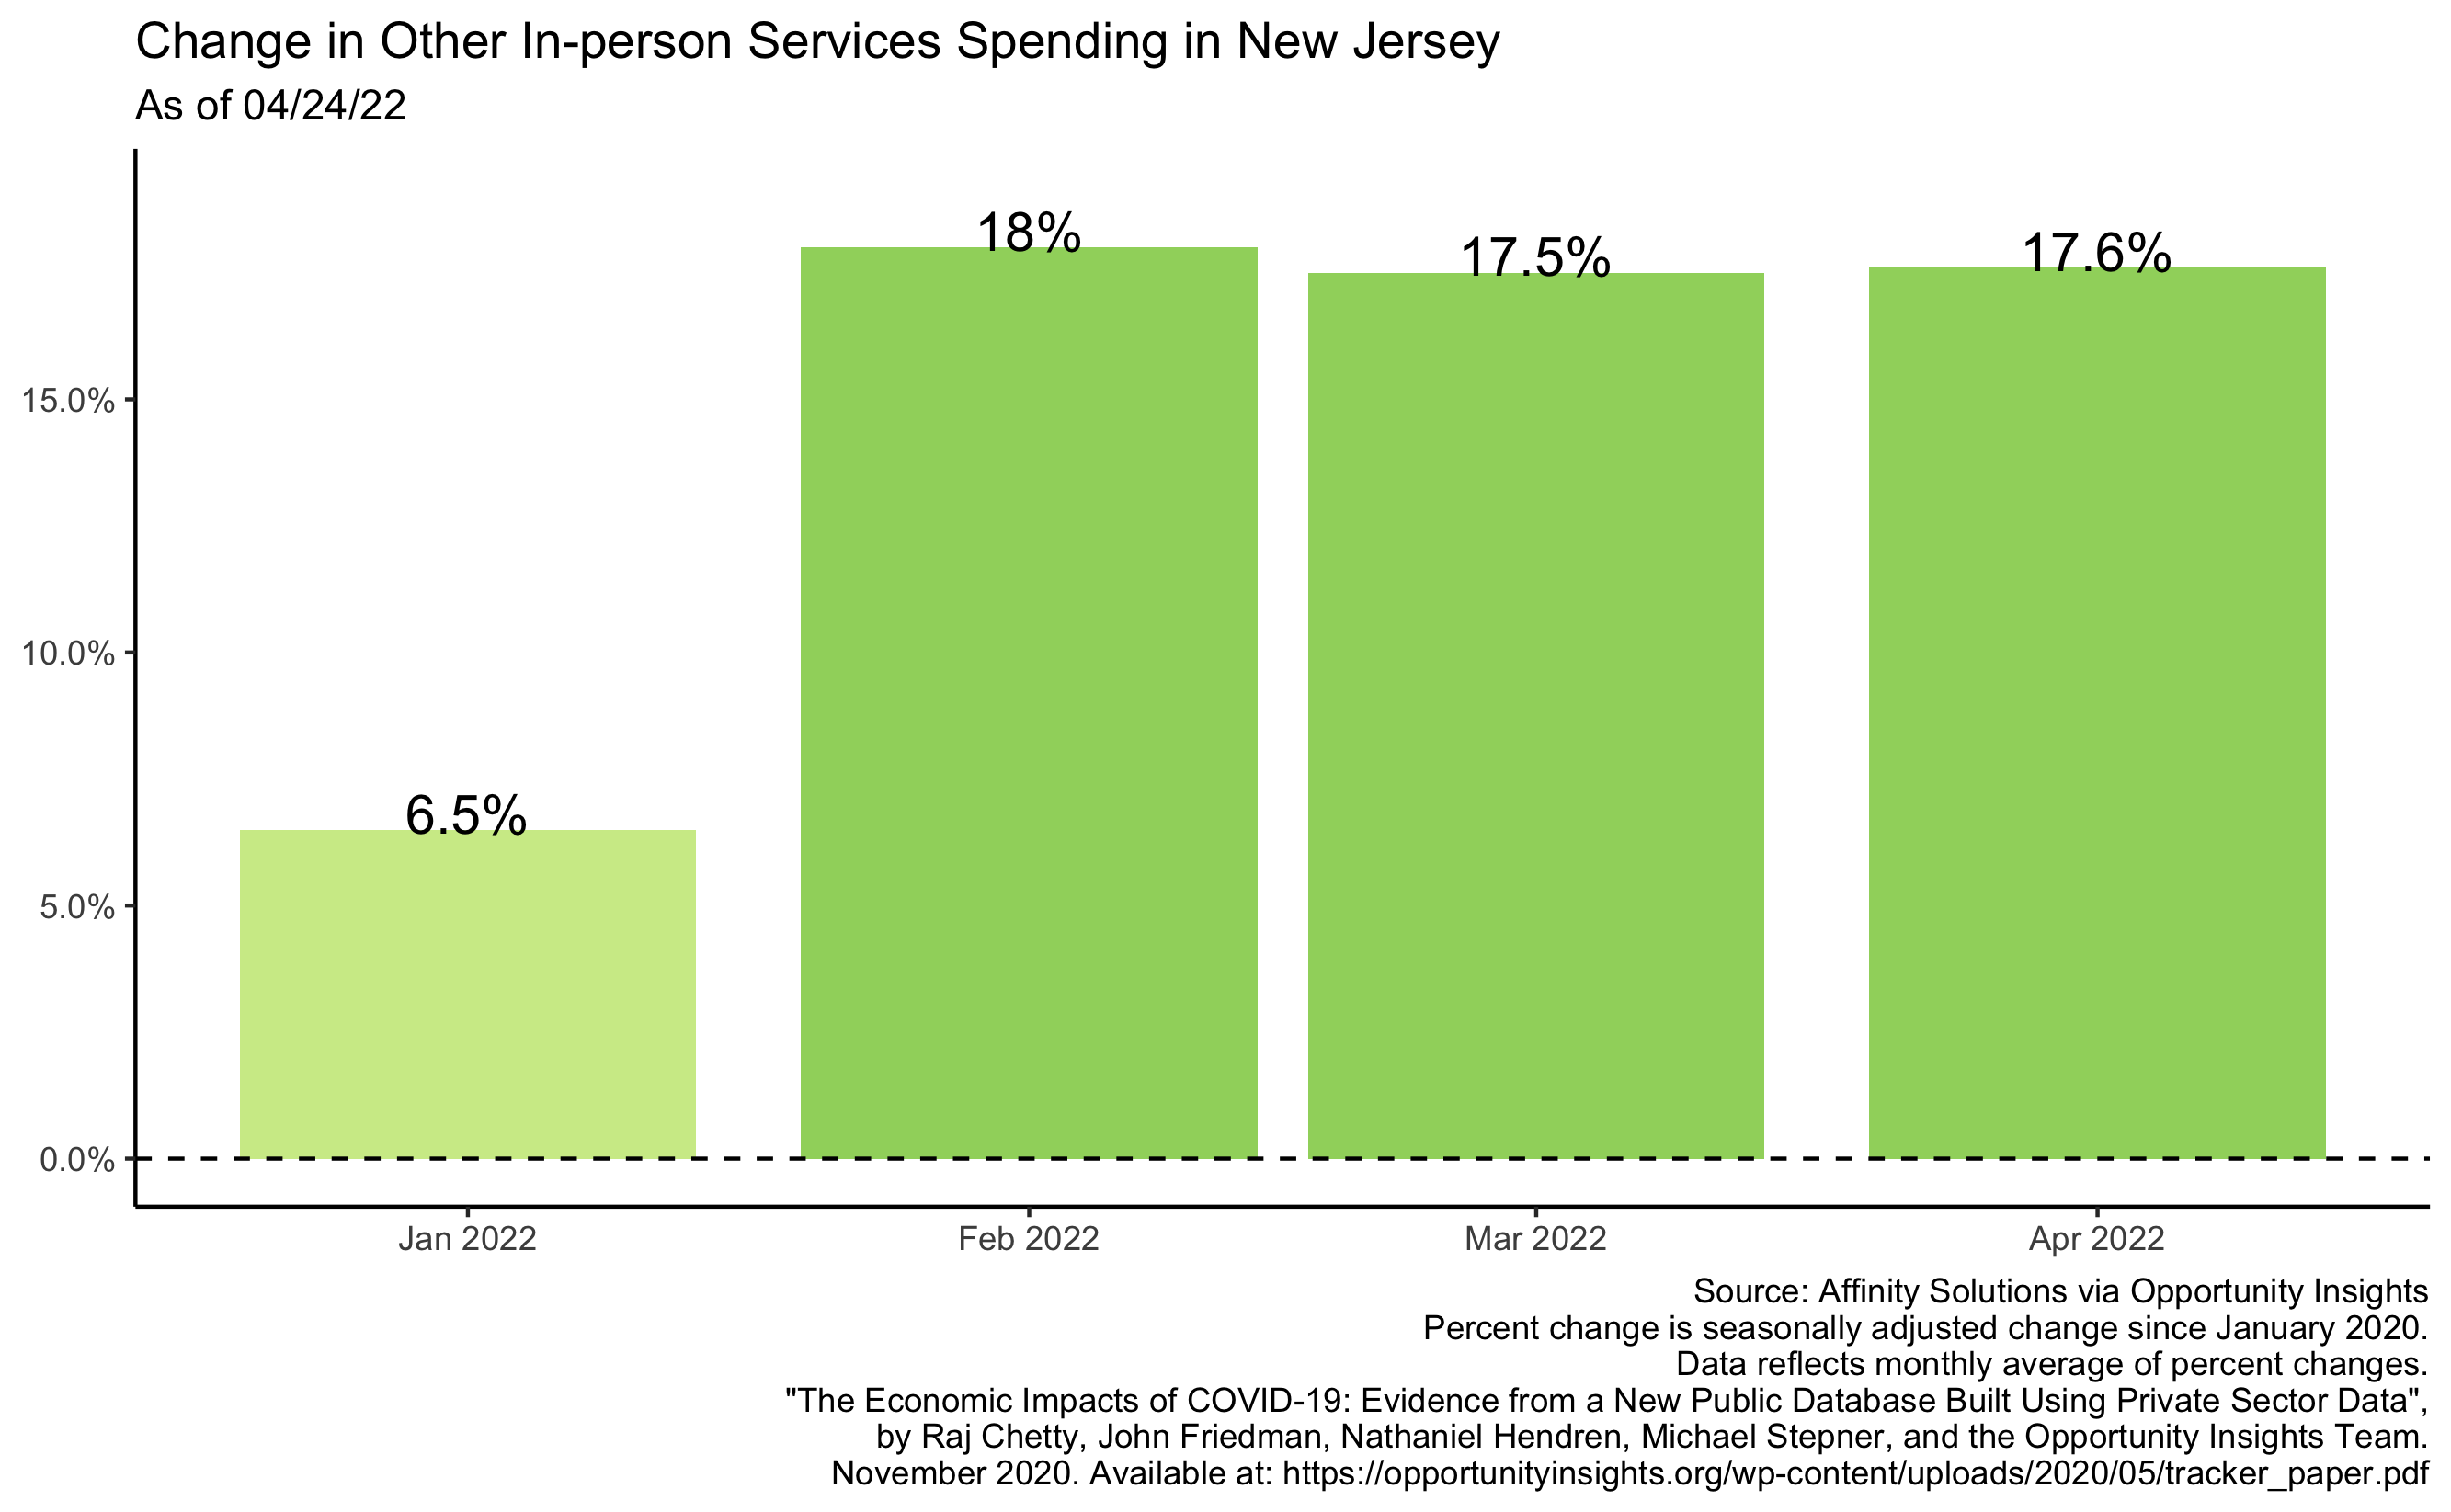 Change in Other In-person Services Spending in New Jersey
As of 04/24/22
18%
17.5%
17.6%
15.0%
10.0%
6.5%
5.0%
0.0%
Jan 2022
Feb 2022
Mar 2022
Apr 2022
Source: Affinity Solutions via Opportunity Insights
Percent change is seasonally adjusted change since January 2020.
Data reflects monthly average of percent changes.
"The Economic Impacts of COVID-19: Evidence from a New Public Database Built Using Private Sector Data",
by Raj Chetty, John Friedman, Nathaniel Hendren, Michael Stepner, and the Opportunity Insights Team.
November 2020. Available at: https://opportunityinsights.org/wp-content/uploads/2020/05/tracker_paper.pdf